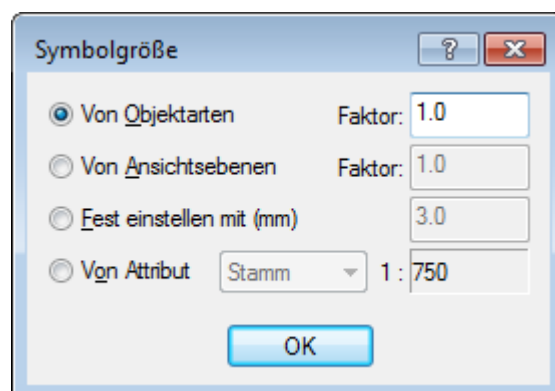 Symbolgröße ?
Von Objektarten Faktor: 1.0
Von Ansichtsebenen Faktor: 1.0
Fest einstellen mit (mm) 3.0
Von Attribut Stamm 1 : 750
OK